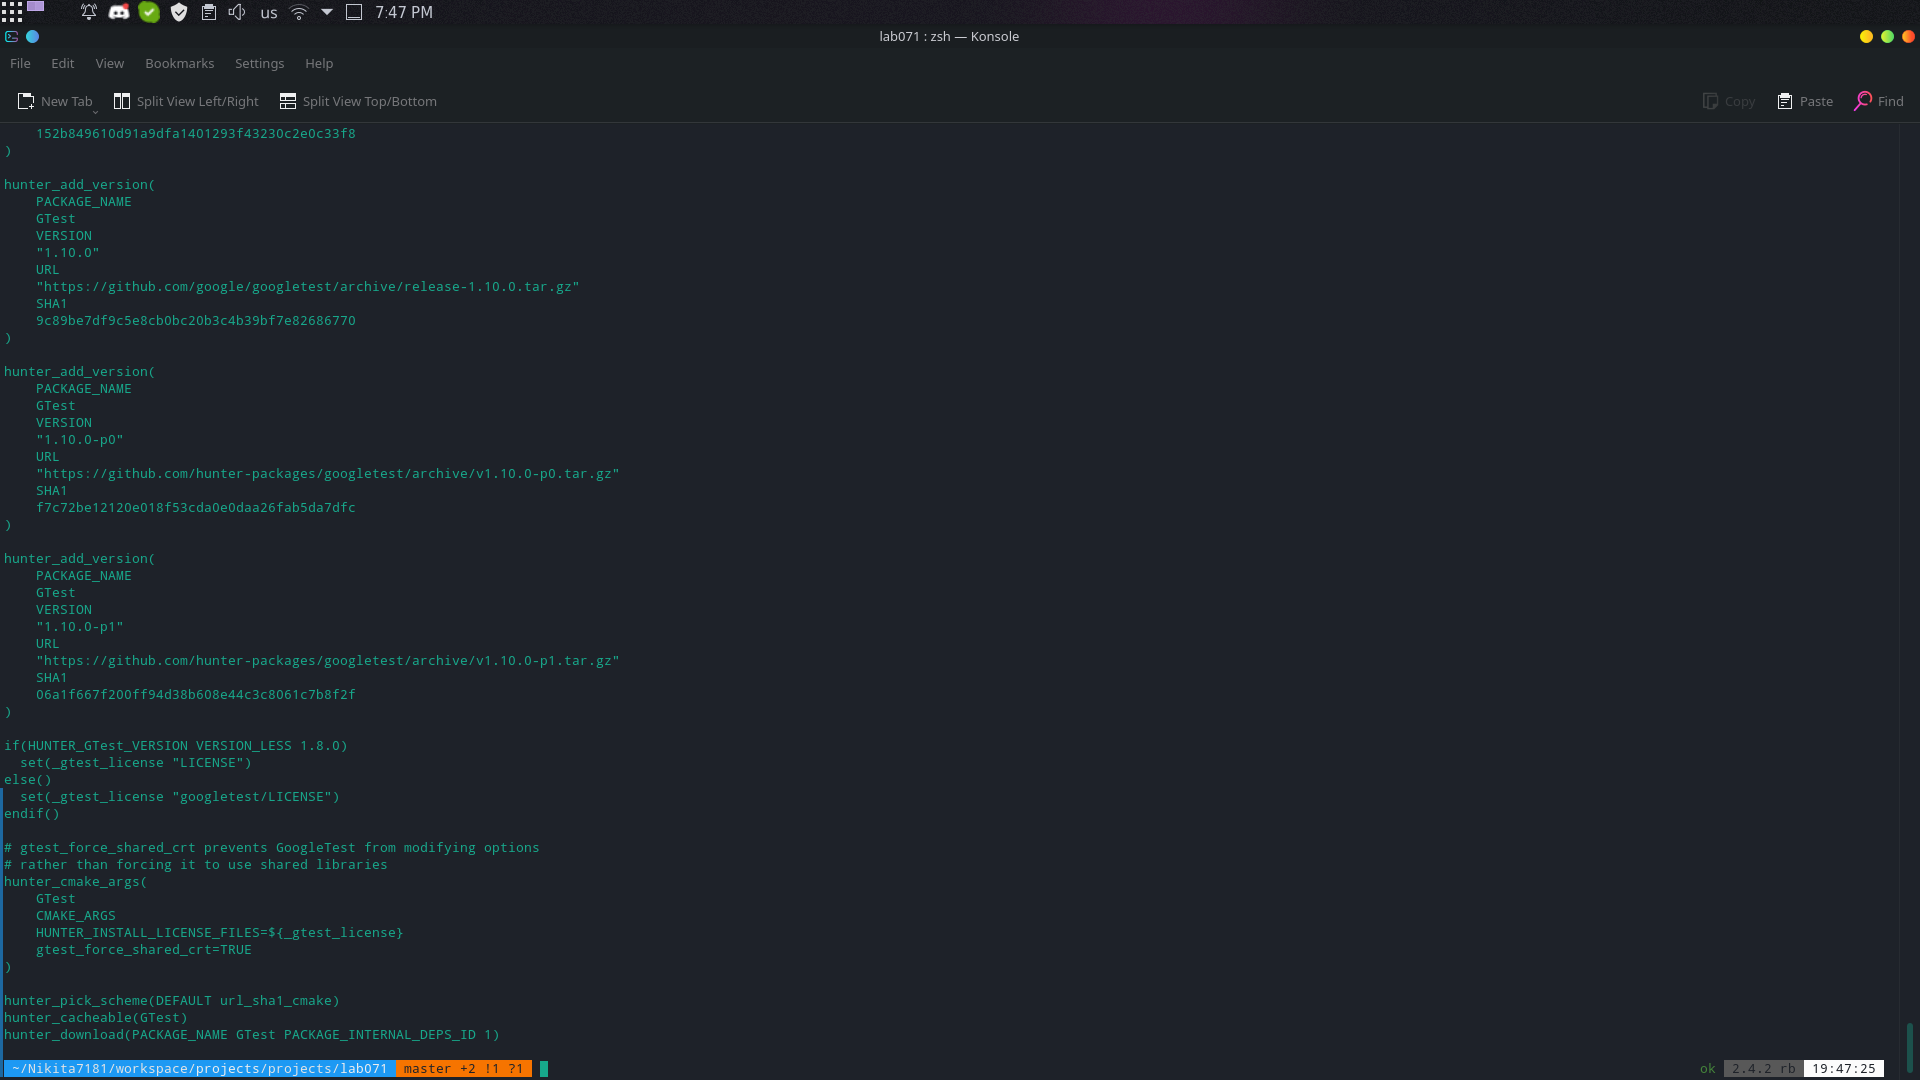 us 7:47 PM
lab071 : zsh — Konsole
File Edit View Bookmarks Settings Help
New Tab Split View Left/Right Split View Top/Bottom Copy Paste Find
152b849610d91a9dfa1401293f43230c2e0c33f8
)
hunter_add_version(
PACKAGE_NAME
GTest
VERSION
"1.10.0"
URL
"https://github.com/google/googletest/archive/release-1.10.0.tar.gz"
SHA1
9c89be7df9c5e8cb0bc20b3c4b39bf7e82686770
)
hunter_add_version(
PACKAGE_NAME
GTest
VERSION
"1.10.0-p0"
URL
"https://github.com/hunter-packages/googletest/archive/v1.10.0-p0.tar.gz"
SHA1
f7c72be12120e018f53cda0e0daa26fab5da7dfc
)
hunter_add_version(
PACKAGE_NAME
GTest
VERSION
"1.10.0-p1"
URL
"https://github.com/hunter-packages/googletest/archive/v1.10.0-p1.tar.gz"
SHA1
06a1f667f200ff94d38b608e44c3c8061c7b8f2f
)
if(HUNTER_GTest_VERSION VERSION_LESS 1.8.0)
set(_gtest_license "LICENSE")
else()
set(_gtest_license "googletest/LICENSE")
endif()
# gtest_force_shared_crt prevents GoogleTest from modifying options
# rather than forcing it to use shared libraries
hunter_cmake_args(
GTest
CMAKE_ARGS
HUNTER_INSTALL_LICENSE_FILES=${_gtest_license}
gtest_force_shared_crt=TRUE
)
hunter_pick_scheme(DEFAULT url_sha1_cmake)
hunter_cacheable(GTest)
hunter_download(PACKAGE_NAME GTest PACKAGE_INTERNAL_DEPS_ID 1)
~/Nikita7181/workspace/projects/projects/lab071 master +2 !1 ?1 ok 2.4.2 rb 19:47:25